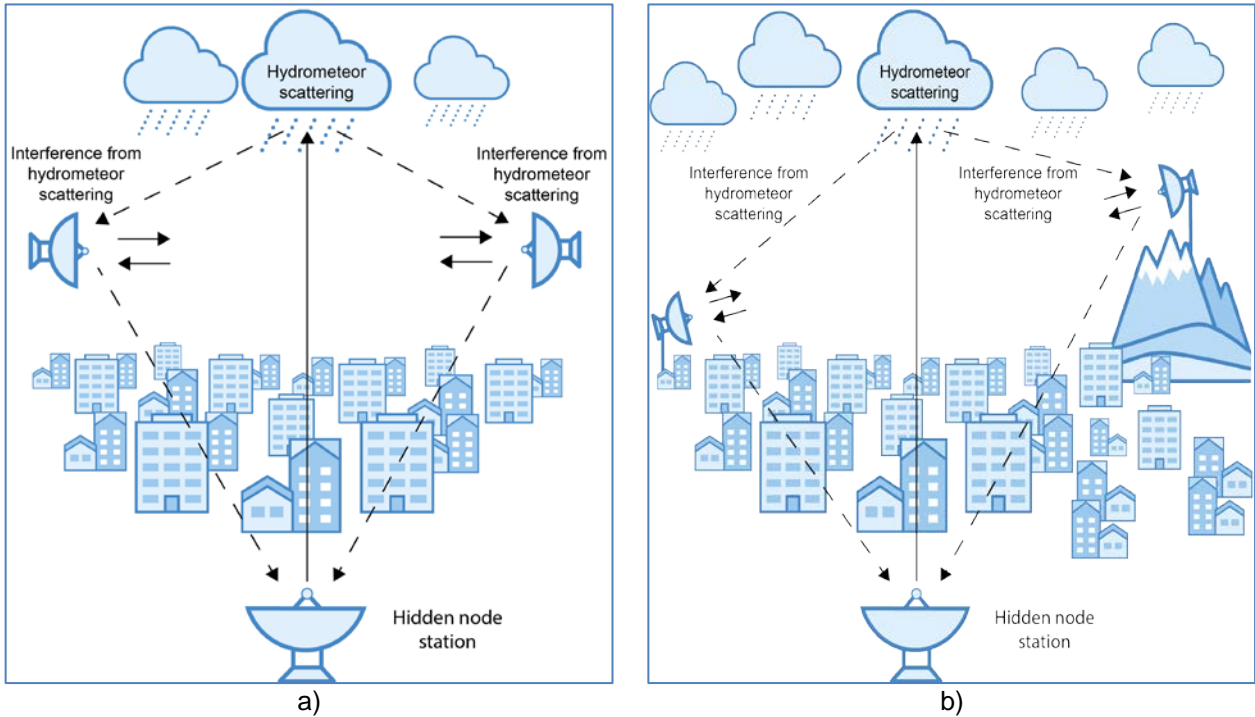 Hydrometeor
scattering
Interference from
hydrometeor
scattering
Interference from
hydrometeor
scattering
Hidden node
station
a)
Hydrometeor
scattering
Interference from
hydrometeor
scattering
Interference from
hydrometeor
scattering
Hidden node
station
b)